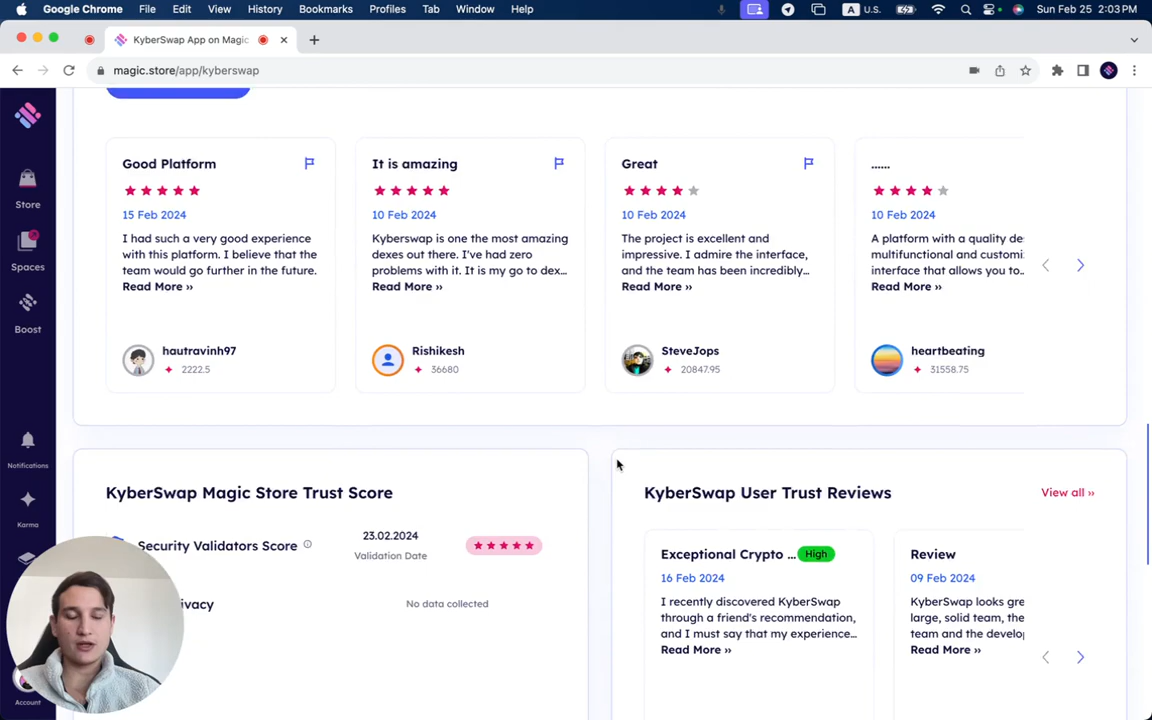 Google Chrome File Edit View History Bookmarks Profiles Tab Window Help A U.S. Sun Feb 25 2:03 PM
KyberSwap App on Magic
magic.store/app/kyberswap
Store
Spaces
Boost
Notifications
Karma
Account
Good Platform
15 Feb 2024
I had such a very good experience
with this platform. I believe that the
team would go further in the future.
Read More ››
hautravinh97
2222.5
It is amazing
10 Feb 2024
Kyberswap is one the most amazing
dexes out there. I've had zero
problems with it. It is my go to dex...
Read More ››
Rishikesh
36680
Great
10 Feb 2024
The project is excellent and
impressive. I admire the interface,
and the team has been incredibly...
Read More ››
SteveJops
20847.95
......
10 Feb 2024
A platform with a quality de
multifunctional and customi
interface that allows you to..
Read More ››
heartbeating
31558.75
KyberSwap Magic Store Trust Score
Security Validators Score
23.02.2024
Validation Date
ivacy
No data collected
KyberSwap User Trust Reviews
View all ››
Exceptional Crypto ... High
16 Feb 2024
I recently discovered KyberSwap
through a friend's recommendation,
and I must say that my experience...
Read More ››
Review
09 Feb 2024
KyberSwap looks gre
large, solid team, the
team and the develop
Read More ››